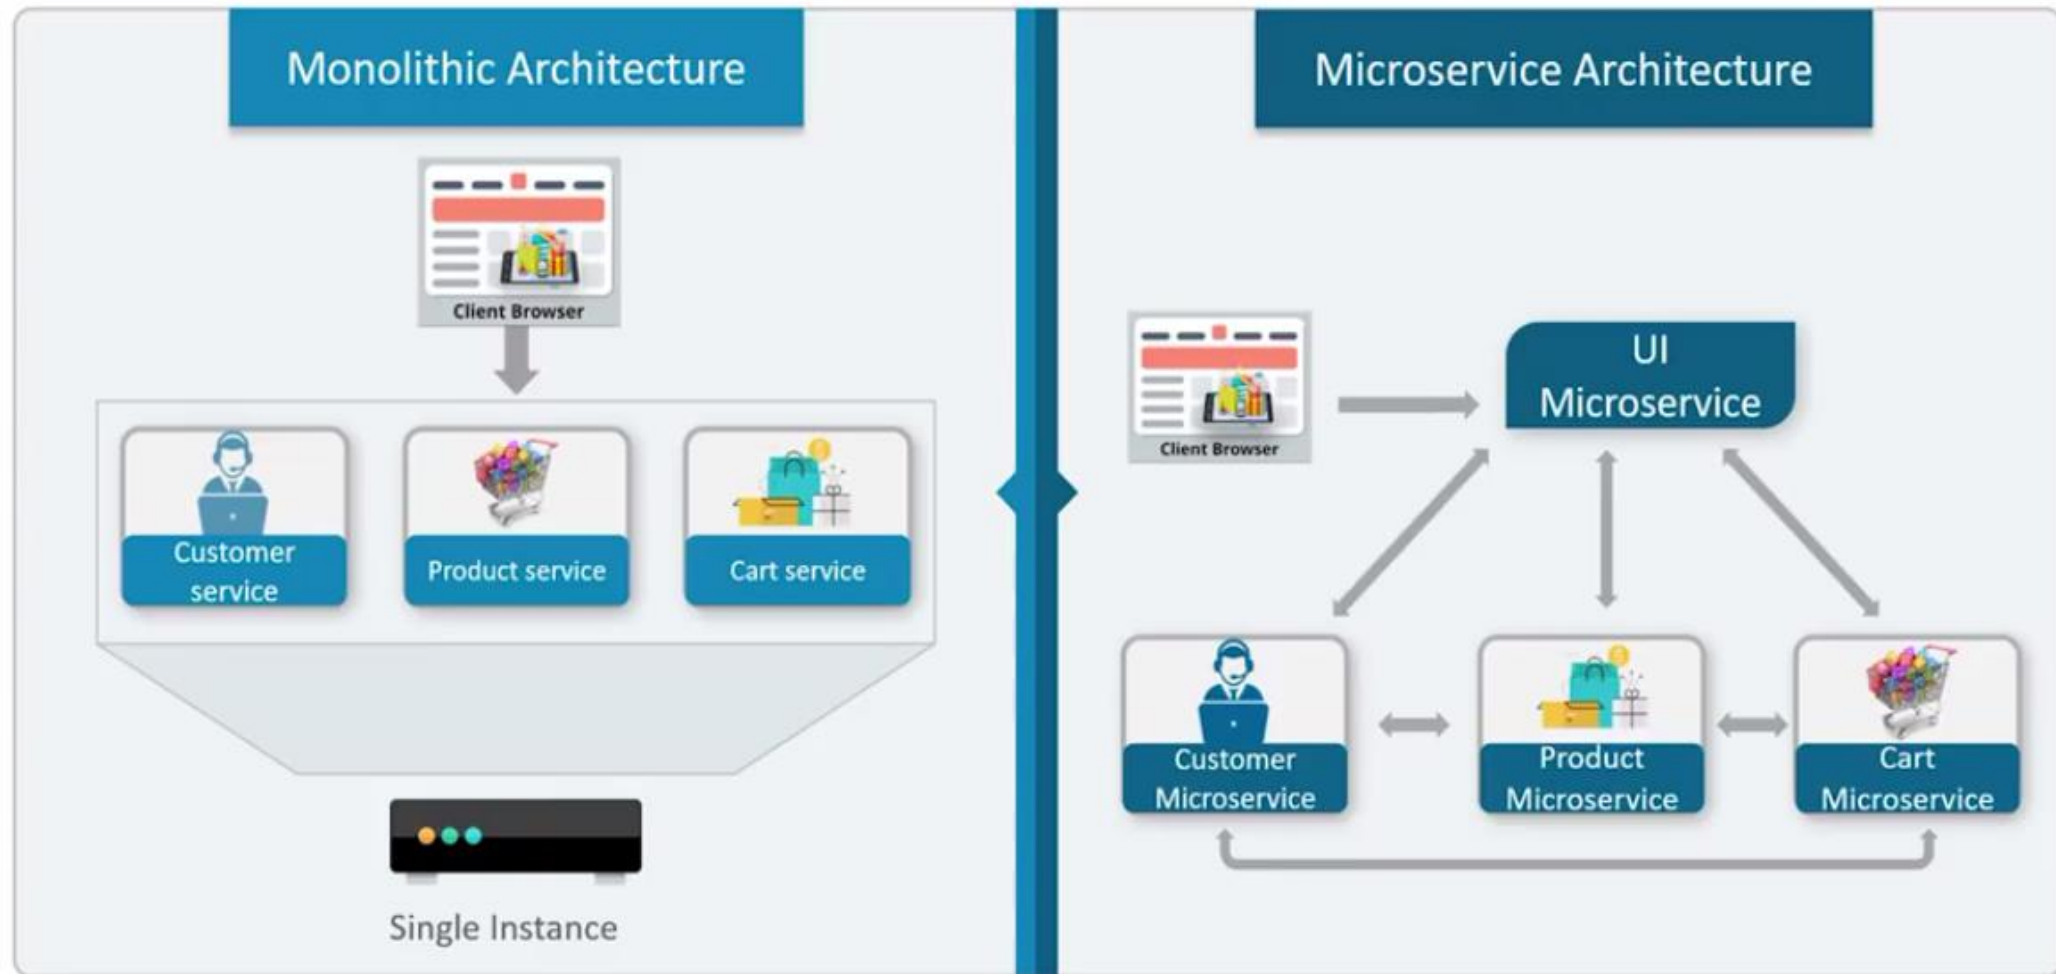 Monolithic Architecture
Client Browser
Customer
service
Product service
Cart service
Single Instance
Microservice Architecture
Client Browser
UI
Microservice
Customer
Microservice
Product
Microservice
Cart
Microservice